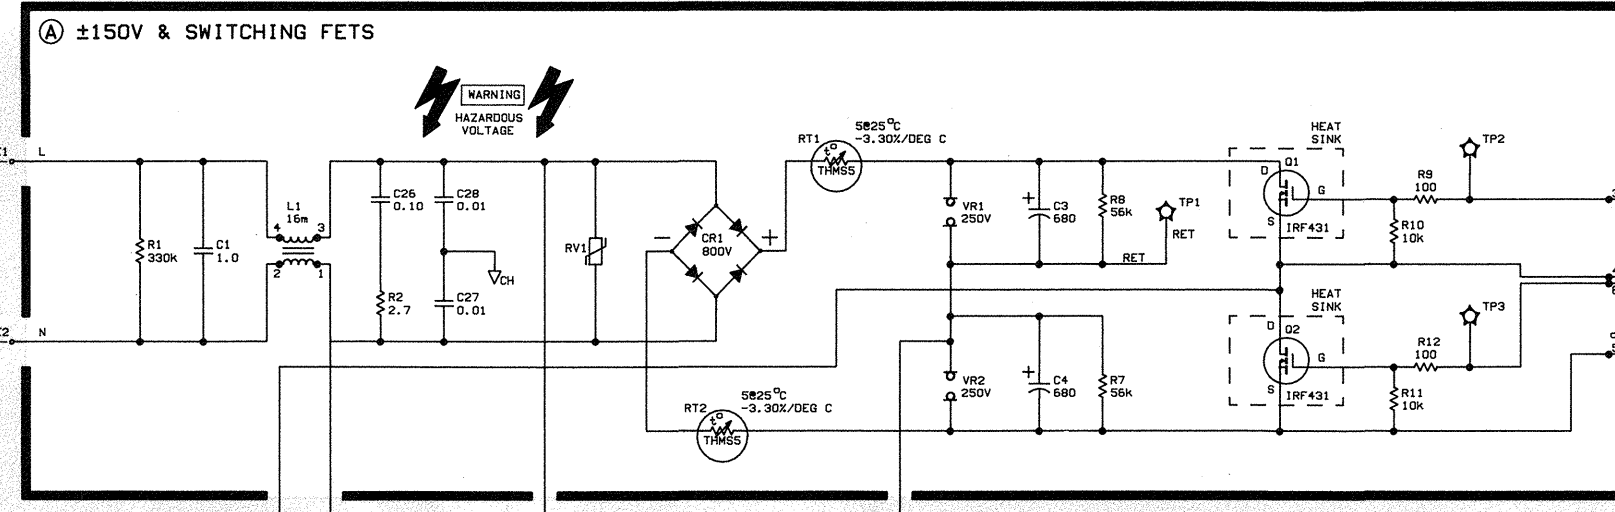 A ±150V & SWITCHING FETS
WARNING
HAZARDOUS
VOLTAGE
L
N
L1
16m
4
3
2
1
R1
330k
C1
1.0
C26
0.10
C28
0.01
R2
2.7
C27
0.01
CH
RV1
CR1
800V
−
+
RT1
5@25°C
-3.30%/DEG C
t°
THMS5
RT2
5@25°C
-3.30%/DEG C
t°
THMS5
VR1
250V
+
C3
680
R8
56k
TP1
RET
RET
VR2
250V
+
C4
680
R7
56k
HEAT
SINK
Q1
D
G
S
IRF431
R9
100
TP2
R10
10k
HEAT
SINK
Q2
D
G
S
IRF431
R12
100
TP3
R11
10k